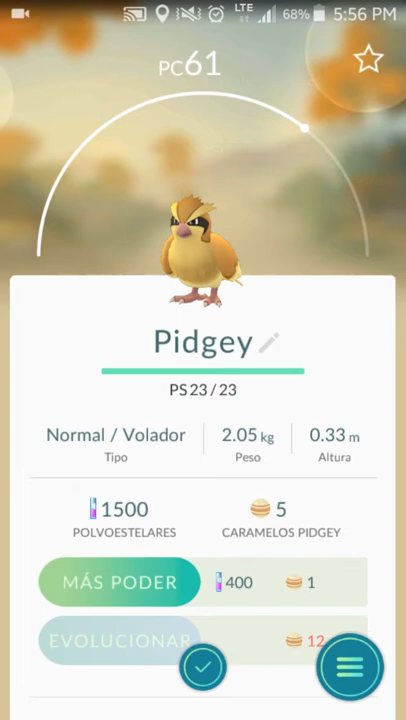 LTE 68% 5:56 PM
PC61
Pidgey
PS 23 / 23
Normal / Volador 2.05 kg 0.33 m
Tipo Peso Altura
1500 5
POLVOESTELARES CARAMELOS PIDGEY
MÁS PODER 400 1
EVOLUCIONAR 12